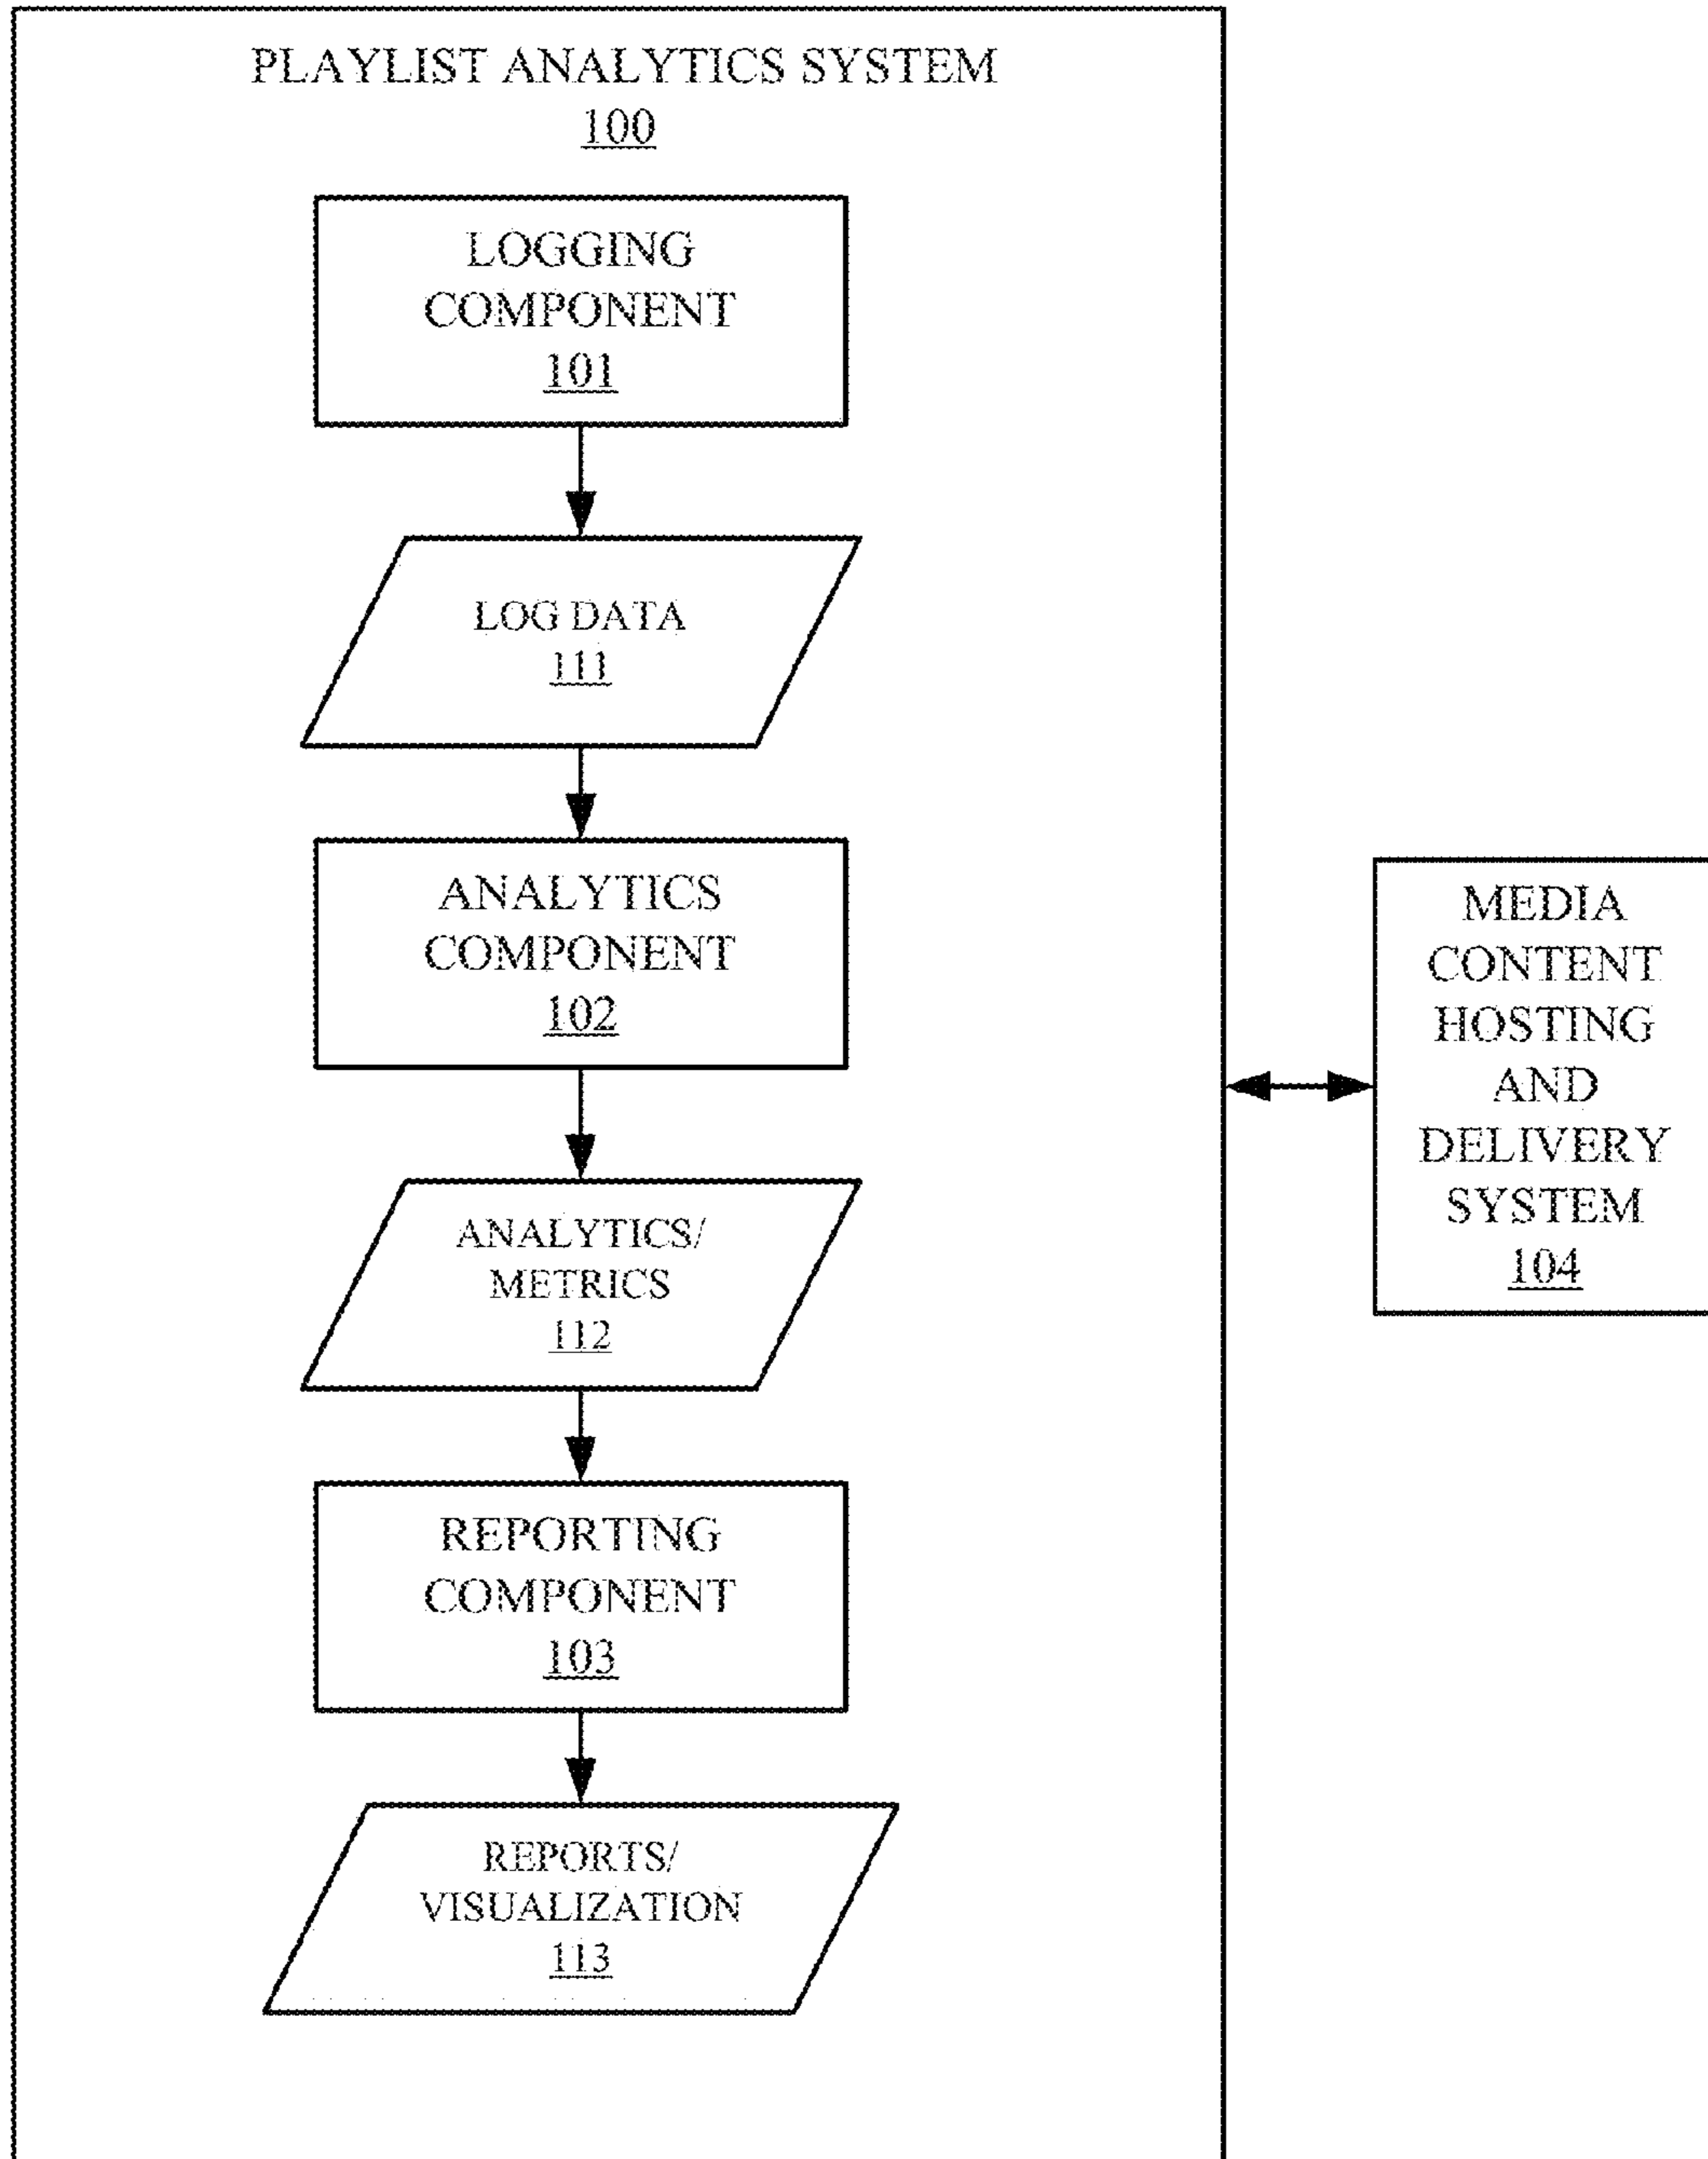 PLAYLIST ANALYTICS SYSTEM
100
LOGGING
COMPONENT
101
LOG DATA
111
ANALYTICS
COMPONENT
102
ANALYTICS/
METRICS
112
REPORTING
COMPONENT
103
REPORTS/
VISUALIZATION
113
MEDIA
CONTENT
HOSTING
AND
DELIVERY
SYSTEM
104